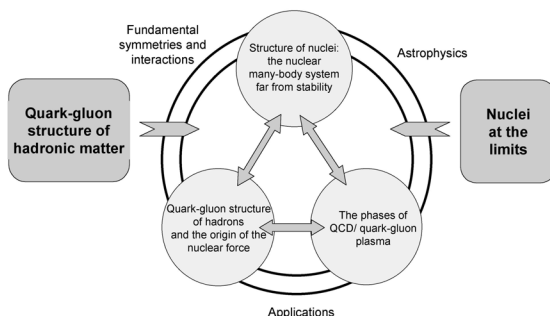 Fundamental
symmetries and
interactions
Structure of nuclei:
the nuclear
many-body system
far from stability
Astrophysics
Quark-gluon
structure of
hadronic matter
Nuclei
at the
limits
Quark-gluon structure
of hadrons
and the origin of the
nuclear force
The phases of
QCD/ quark-gluon
plasma
Applications